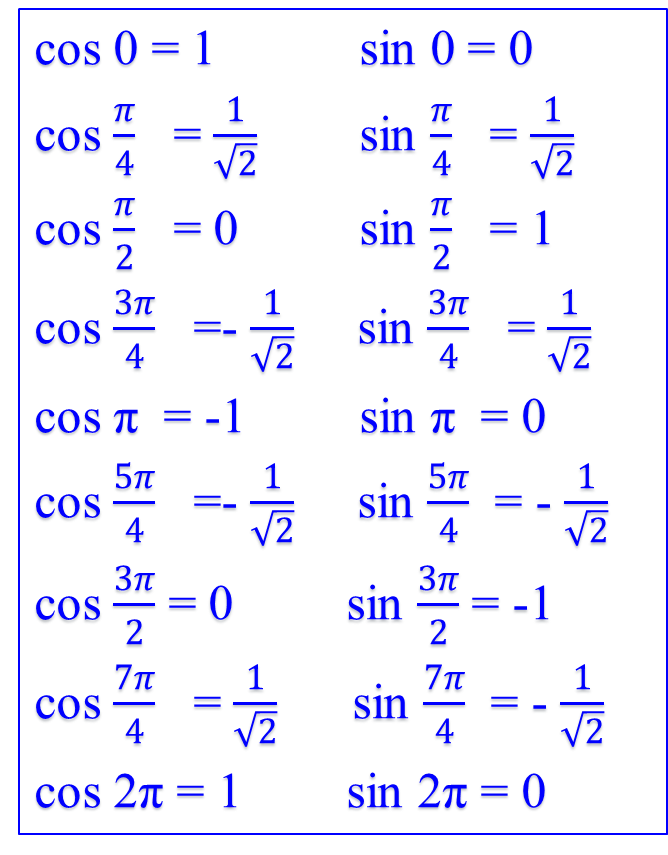 cos 0 = 1 sin 0 = 0
cos π/4 = 1/√2 sin π/4 = 1/√2
cos π/2 = 0 sin π/2 = 1
cos 3π/4 =- 1/√2 sin 3π/4 = 1/√2
cos π = -1 sin π = 0
cos 5π/4 =- 1/√2 sin 5π/4 = - 1/√2
cos 3π/2 = 0 sin 3π/2 = -1
cos 7π/4 = 1/√2 sin 7π/4 = - 1/√2
cos 2π = 1 sin 2π = 0